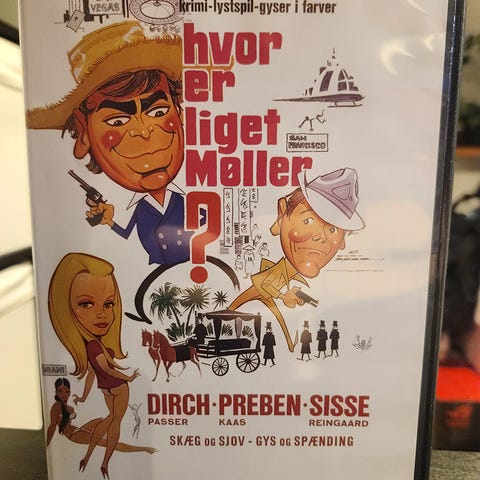 VEGAS
krimi-lystspil-gyser i farver
hvor
er
liget
Møller
?
SAN
FRANCISCO
MIAMI
DIRCH · PREBEN · SISSE
PASSER KAAS REINGAARD
SKÆG OG SJOV - GYS OG SPÆNDING